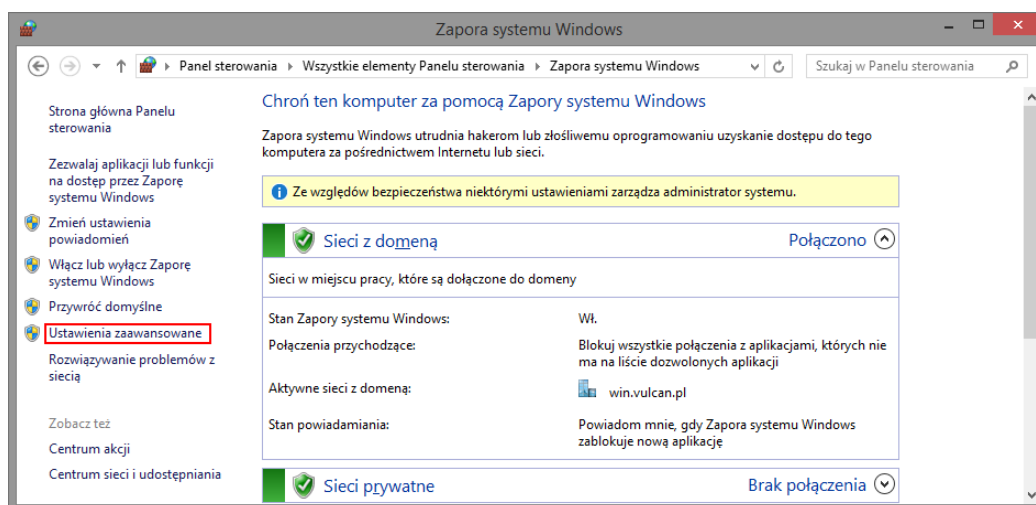 Zapora systemu Windows
Panel sterowania
Wszystkie elementy Panelu sterowania
Zapora systemu Windows
Szukaj w Panelu sterowania
Strona główna Panelu
sterowania
Zezwalaj aplikacji lub funkcji
na dostęp przez Zaporę
systemu Windows
Zmień ustawienia
powiadomień
Włącz lub wyłącz Zaporę
systemu Windows
Przywróć domyślne
Ustawienia zaawansowane
Rozwiązywanie problemów z
siecią
Zobacz też
Centrum akcji
Centrum sieci i udostępniania
Chroń ten komputer za pomocą Zapory systemu Windows
Zapora systemu Windows utrudnia hakerom lub złośliwemu oprogramowaniu uzyskanie dostępu do tego
komputera za pośrednictwem Internetu lub sieci.
Ze względów bezpieczeństwa niektórymi ustawieniami zarządza administrator systemu.
Sieci z domeną
Połączono
Sieci w miejscu pracy, które są dołączone do domeny
Stan Zapory systemu Windows:
Wł.
Połączenia przychodzące:
Blokuj wszystkie połączenia z aplikacjami, których nie
ma na liście dozwolonych aplikacji
Aktywne sieci z domeną:
win.vulcan.pl
Stan powiadamiania:
Powiadom mnie, gdy Zapora systemu Windows
zablokuje nową aplikację
Sieci prywatne
Brak połączenia